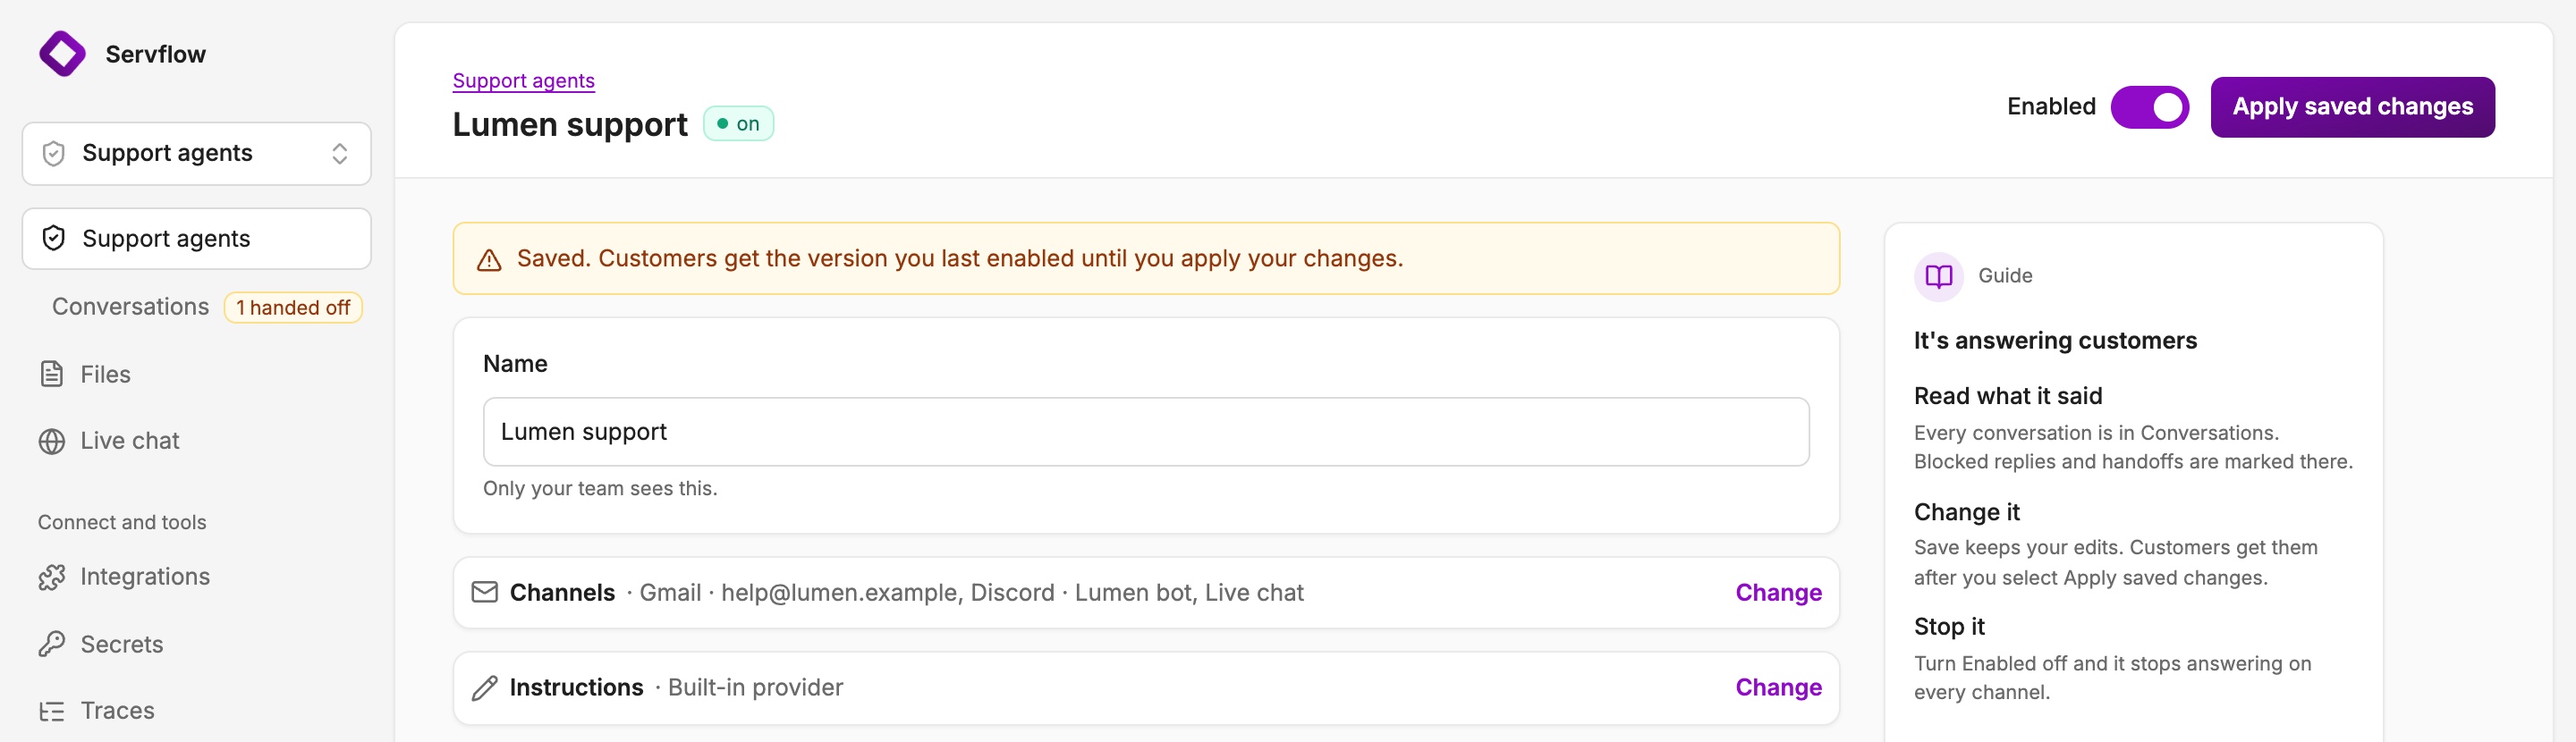 Servflow
Support agents
Support agents
Conversations 1 handed off
Files
Live chat
Connect and tools
Integrations
Secrets
Traces
Support agents
Lumen support on
Enabled Apply saved changes
Saved. Customers get the version you last enabled until you apply your changes.
Name
Lumen support
Only your team sees this.
Channels · Gmail · help@lumen.example, Discord · Lumen bot, Live chat Change
Instructions · Built-in provider Change
Guide
It's answering customers
Read what it said
Every conversation is in Conversations.
Blocked replies and handoffs are marked there.
Change it
Save keeps your edits. Customers get them
after you select Apply saved changes.
Stop it
Turn Enabled off and it stops answering on
every channel.